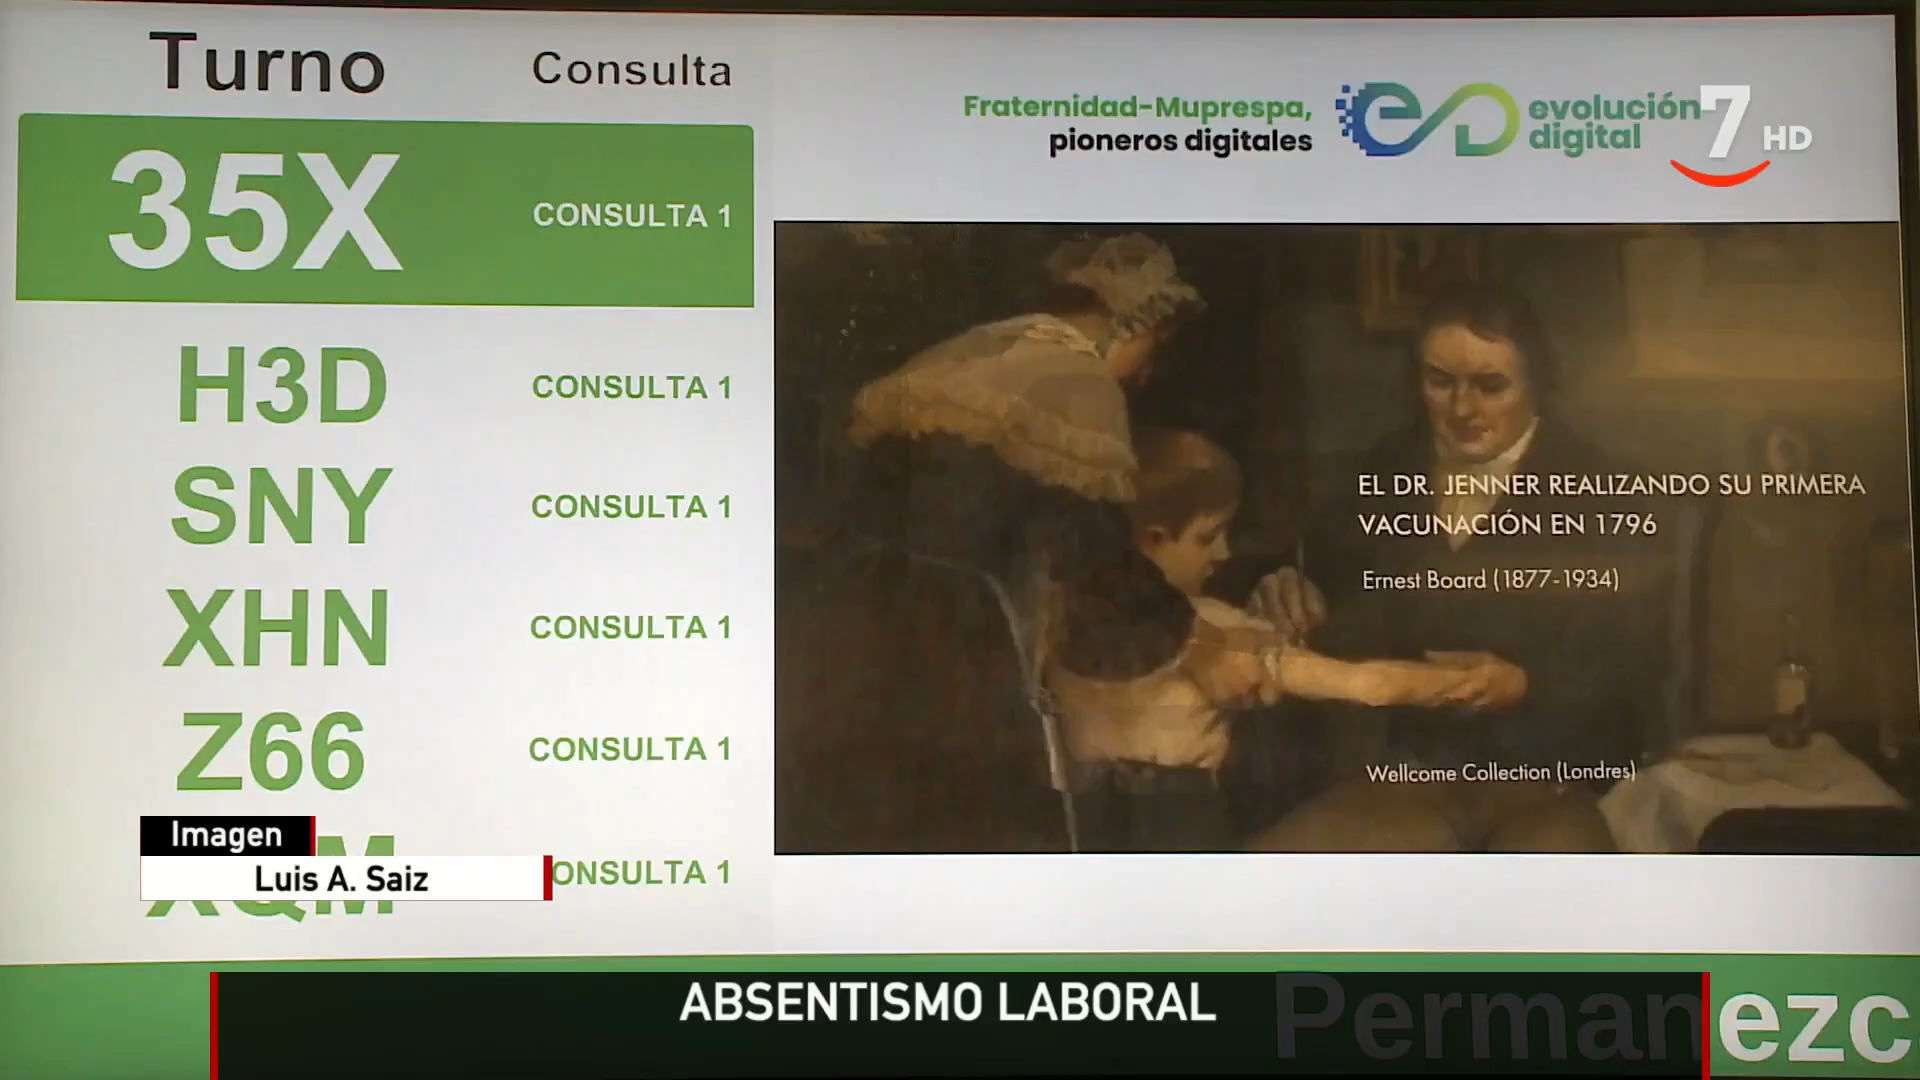 Turno Consulta
35X CONSULTA 1
H3D CONSULTA 1
SNY CONSULTA 1
XHN CONSULTA 1
Z66 CONSULTA 1
ONSULTA 1
Fraternidad-Muprespa,
pioneros digitales
evolución
digital
7 HD
EL DR. JENNER REALIZANDO SU PRIMERA
VACUNACIÓN EN 1796
Ernest Board (1877-1934)
Wellcome Collection (Londres)
Imagen
Luis A. Saiz
ABSENTISMO LABORAL
Permanezc